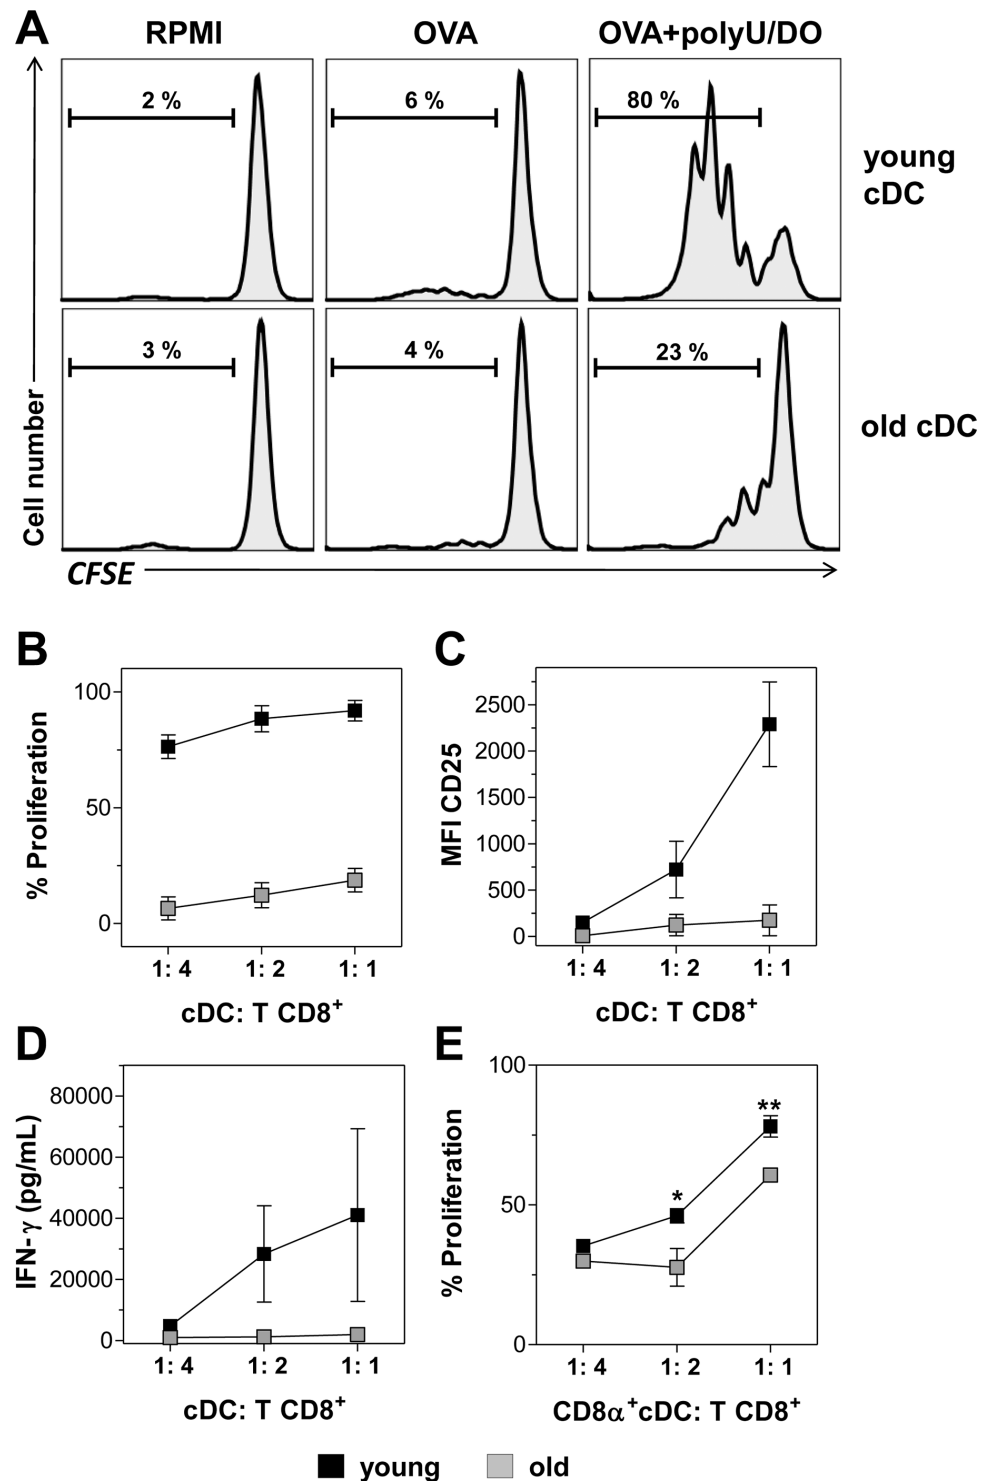 A
RPMI OVA OVA+polyU/DO
2 % 6 % 80 %
young
cDC
3 % 4 % 23 %
old cDC
Cell number
CFSE
B
% Proliferation
100
50
0
1: 4 1: 2 1: 1
cDC: T CD8⁺
C
MFI CD25
2500
2000
1500
1000
500
0
1: 4 1: 2 1: 1
cDC: T CD8⁺
D
IFN- γ (pg/mL)
80000
60000
40000
20000
0
1: 4 1: 2 1: 1
cDC: T CD8⁺
E
% Proliferation
100
50
0
* **
1: 4 1: 2 1: 1
CD8α⁺cDC: T CD8⁺
young old